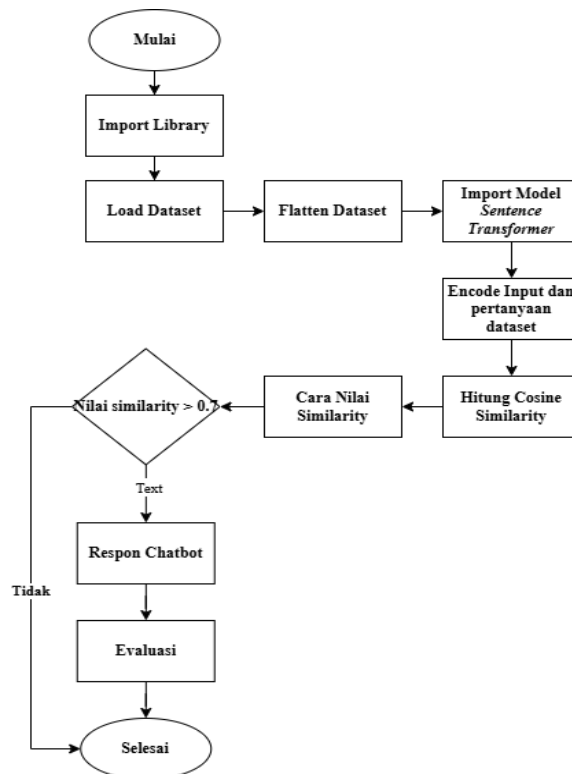 Mulai
Import Library
Load Dataset
Flatten Dataset
Import Model
Sentence
Transformer
Encode Input dan
pertanyaan
dataset
Hitung Cosine
Similarity
Cara Nilai
Similarity
Nilai similarity > 0.7
Text
Respon Chatbot
Tidak
Evaluasi
Selesai